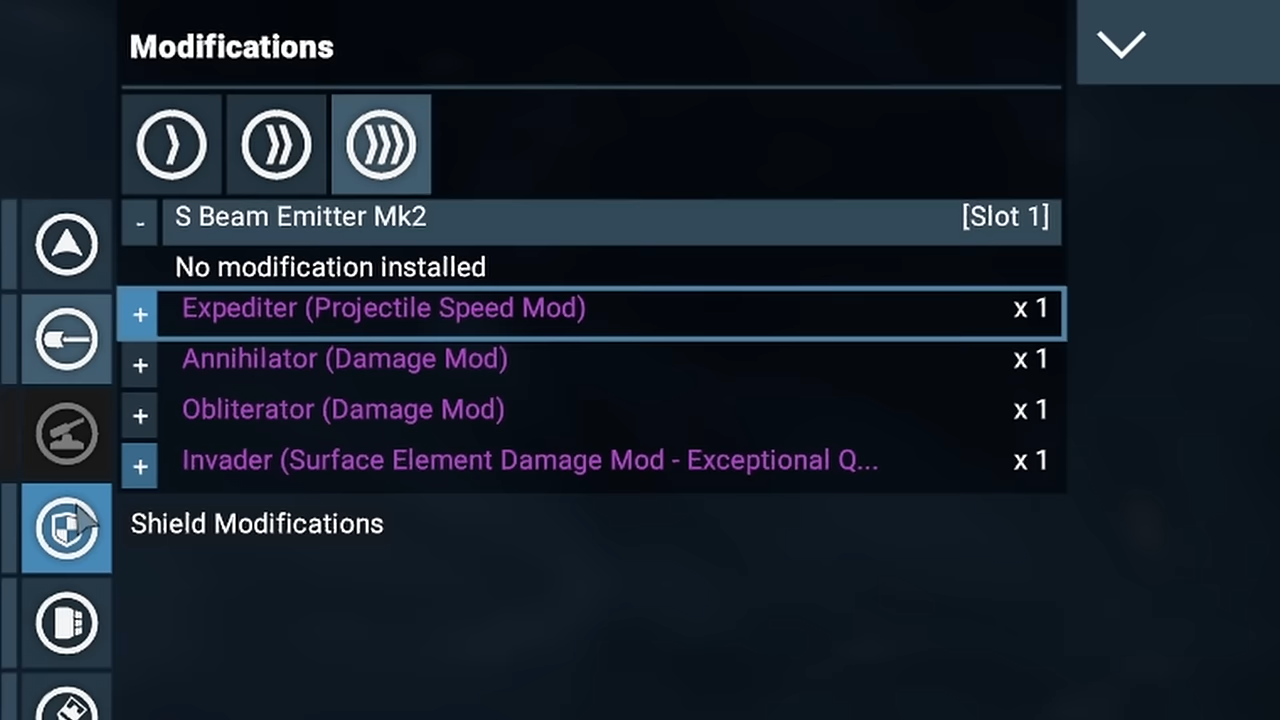 Modifications
- S Beam Emitter Mk2 [Slot 1]
No modification installed
+ Expediter (Projectile Speed Mod) x 1
+ Annihilator (Damage Mod) x 1
+ Obliterator (Damage Mod) x 1
+ Invader (Surface Element Damage Mod - Exceptional Q... x 1
Shield Modifications